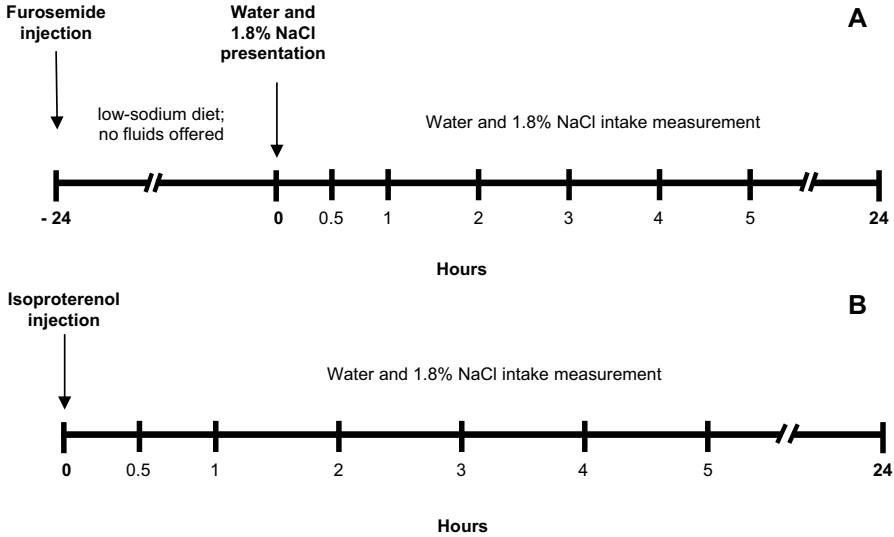 Furosemide
injection
Water and
1.8% NaCl
presentation
A
low-sodium diet;
no fluids offered
Water and 1.8% NaCl intake measurement
- 24 0 0.5 1 2 3 4 5 24
Hours
Isoproterenol
injection
B
Water and 1.8% NaCl intake measurement
0 0.5 1 2 3 4 5 24
Hours